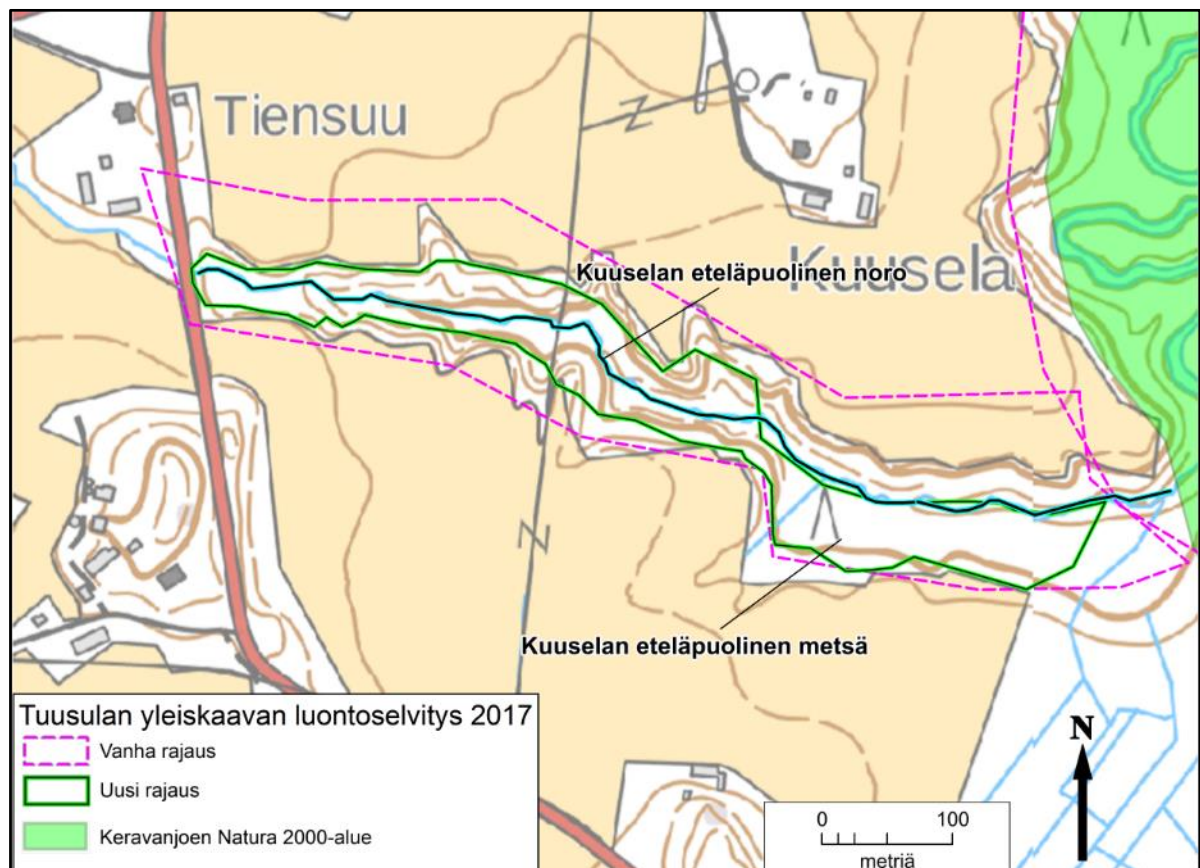 Tiensuu
Kuusela
Kuuselan eteläpuolinen noro
Kuuselan eteläpuolinen metsä
Tuusulan yleiskaavan luontoselvitys 2017
Vanha rajaus
Uusi rajaus
Keravanjoen Natura 2000-alue
0 100
metriä
N